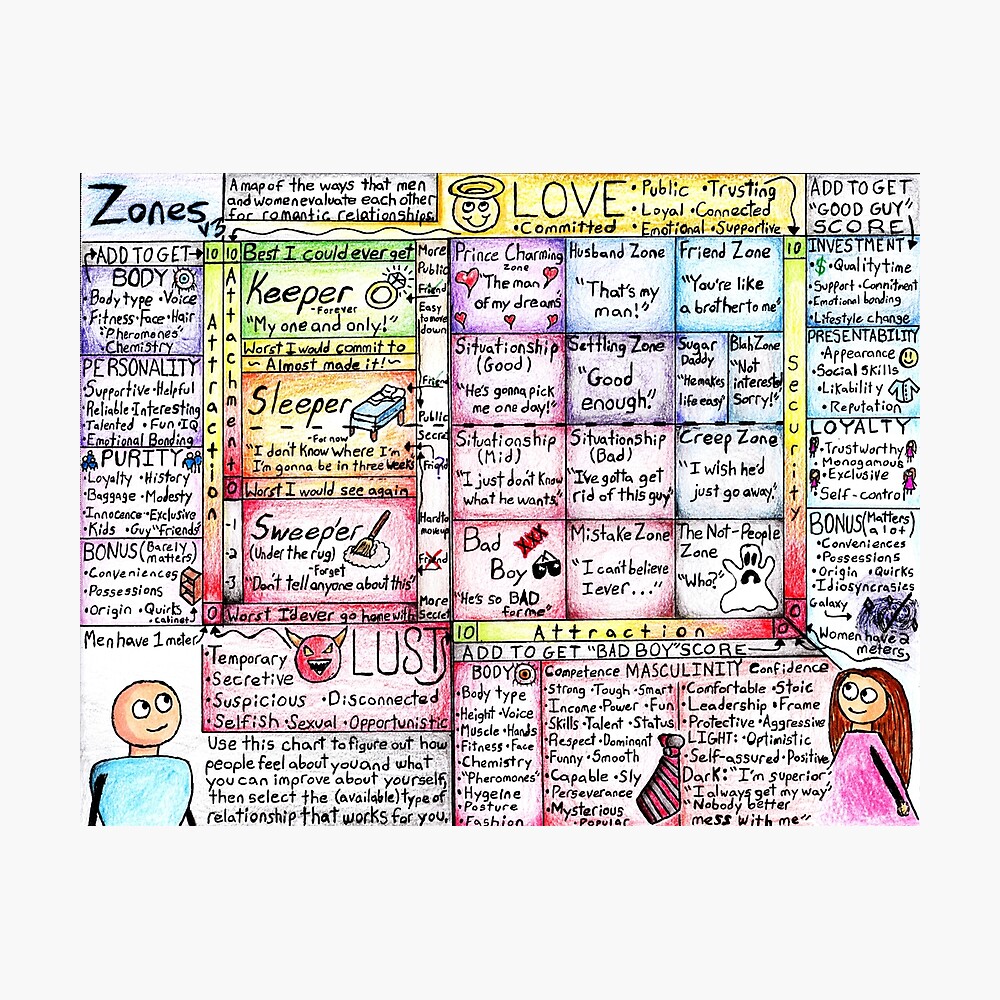 Zones v3
A map of the ways that men
and women evaluate each other
for romantic relationships.
LOVE
•Public •Trusting
•Loyal •Connected
•Committed •Emotional •Supportive
ADD TO GET
"GOOD GUY"
SCORE
ADD TO GET
BODY
•Body type •Voice
•Fitness •Face •Hair
"Pheromones"
Chemistry
PERSONALITY
•Supportive •Helpful
•Reliable •Interesting
•Talented •Fun •IQ
•Emotional Bonding
PURITY
•Loyalty •History
•Baggage •Modesty
•Innocence •Exclusive
•Kids •Guy "Friends"
BONUS (Barely
matters)
•Conveniences
•Possessions
•Origin •Quirks
•cabinet
Men have 1 meter
10
Attraction
0
10
Attachment
0
-1
-2
-3
Best I could ever get
Keeper
-Forever
"My one and only!"
Worst I would commit to
~ Almost made it! ~
Sleeper
-For now
"I don't know where I'm
I'm gonna be in three weeks
Worst I would see again
Sweeper
(Under the rug)
-Forget
"Don't tell anyone about this"
Worst I'd ever go home with
More
Public
Friend
Easy
to move
down
Friend
Public
Secret
Friend
?
Hard to
move up
Friend
More
Secret
Prince Charming
zone
"The man
of my dreams"
Husband Zone
"That's my
man!"
Friend Zone
"You're like
a brother to me"
Situationship
(Good)
"He's gonna pick
me one day!"
Settling Zone
"Good
enough."
Sugar
Daddy
"He makes
life easy"
Blah Zone
"Not
interested
Sorry!"
Situationship
(Mid)
"I just don't know
what he wants."
Situationship
(Bad)
"I've gotta get
rid of this guy"
Creep Zone
"I wish he'd
just go away."
Bad
Boy
XXX
"He's so BAD
for me"
Mistake Zone
"I can't believe
I ever..."
The Not-People
Zone
"Who?"
10
Security
0
10
Attraction
0
INVESTMENT
•$ •Quality time
•Support •Commitment
•Emotional bonding
•Lifestyle change
PRESENTABILITY
•Appearance
•Social skills
•Likability
•Reputation
LOYALTY
•Trustworthy
•Monogamous
•Exclusive
•Self-control
BONUS (Matters
a lot)
•Conveniences
•Possessions
•Origin •Quirks
•Idiosyncrasies
Galaxy
Women have 2
meters
LUST
Temporary
•Secretive
•Suspicious •Disconnected
•Selfish •Sexual •Opportunistic
Use this chart to figure out how
people feel about you and what
you can improve about yourself,
then select the (available) type of
relationship that works for you.
ADD TO GET "BAD BOY" SCORE
BODY
•Body type
•Height •Voice
•Muscle •Hands
•Fitness •Face
•Chemistry
•"Pheromones"
•Hygeine
•Posture
•Fashion
Competence MASCULINITY Confidence
•Strong •Tough •Smart
•Income •Power •Fun
•Skills •Talent •Status
•Respect •Dominant
•Funny •Smooth
•Capable •Sly
•Perseverance
•Mysterious
•Popular
•Comfortable •Stoic
•Leadership •Frame
•Protective •Aggressive
LIGHT: •Optimistic
•Self-assured •Positive
DarK: "I'm superior"
"I always get my way"
"Nobody better
mess with me"